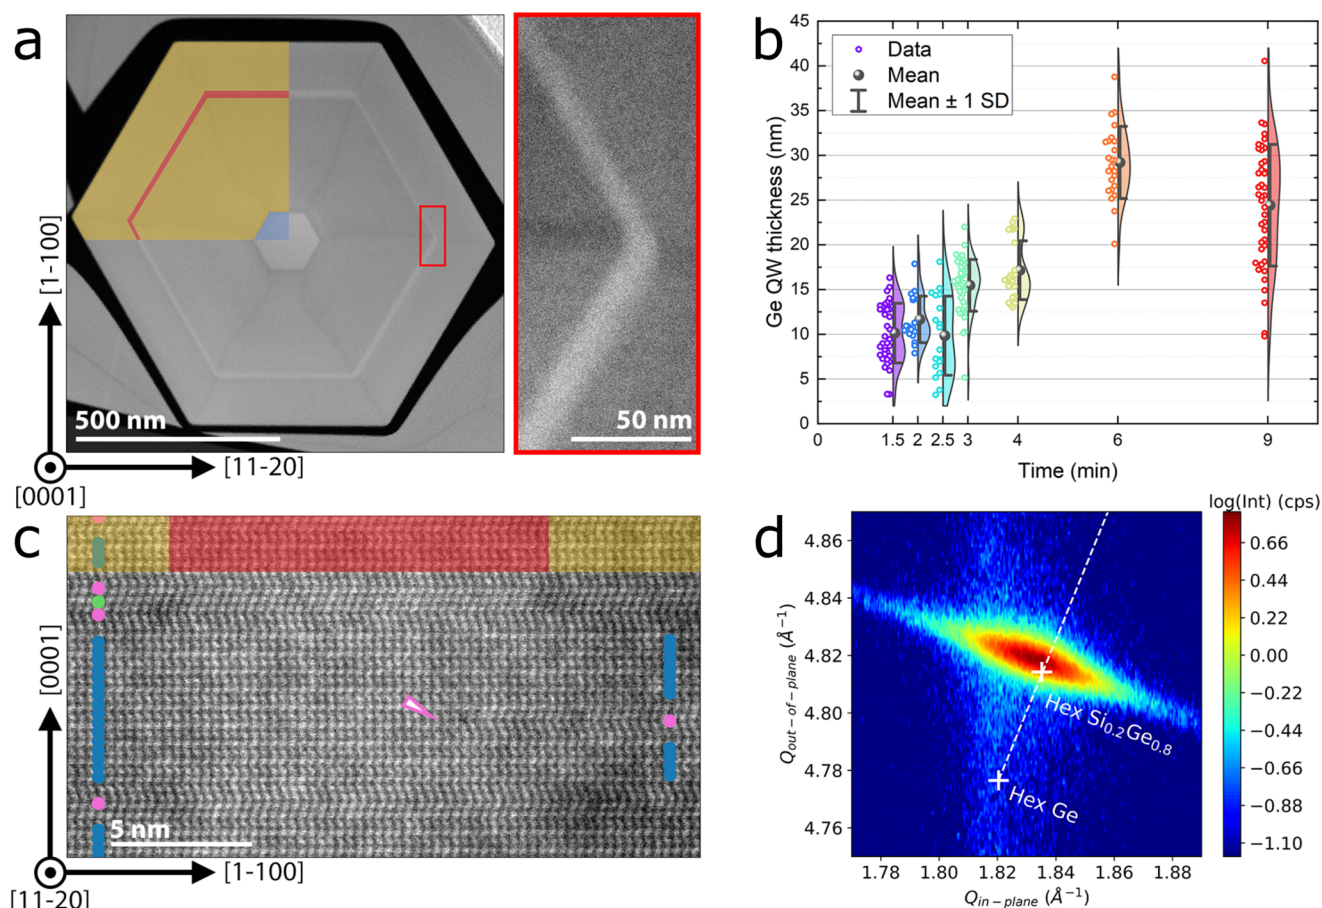 a
500 nm
[1-100]
[11-20]
[0001]
50 nm
b
Data
Mean
Mean ± 1 SD
Ge QW thickness (nm)
45
40
35
30
25
20
15
10
5
0
0 1.5 2 2.5 3 4 6 9
Time (min)
c
[0001]
5 nm
[1-100]
[11-20]
d
log(Int) (cps)
Q_out-of-plane (Å⁻¹)
4.86
4.84
4.82
4.80
4.78
4.76
Hex Si₀.₂Ge₀.₈
Hex Ge
1.78 1.80 1.82 1.84 1.86 1.88
Q_in-plane (Å⁻¹)
0.66
0.44
0.22
0.00
−0.22
−0.44
−0.66
−0.88
−1.10